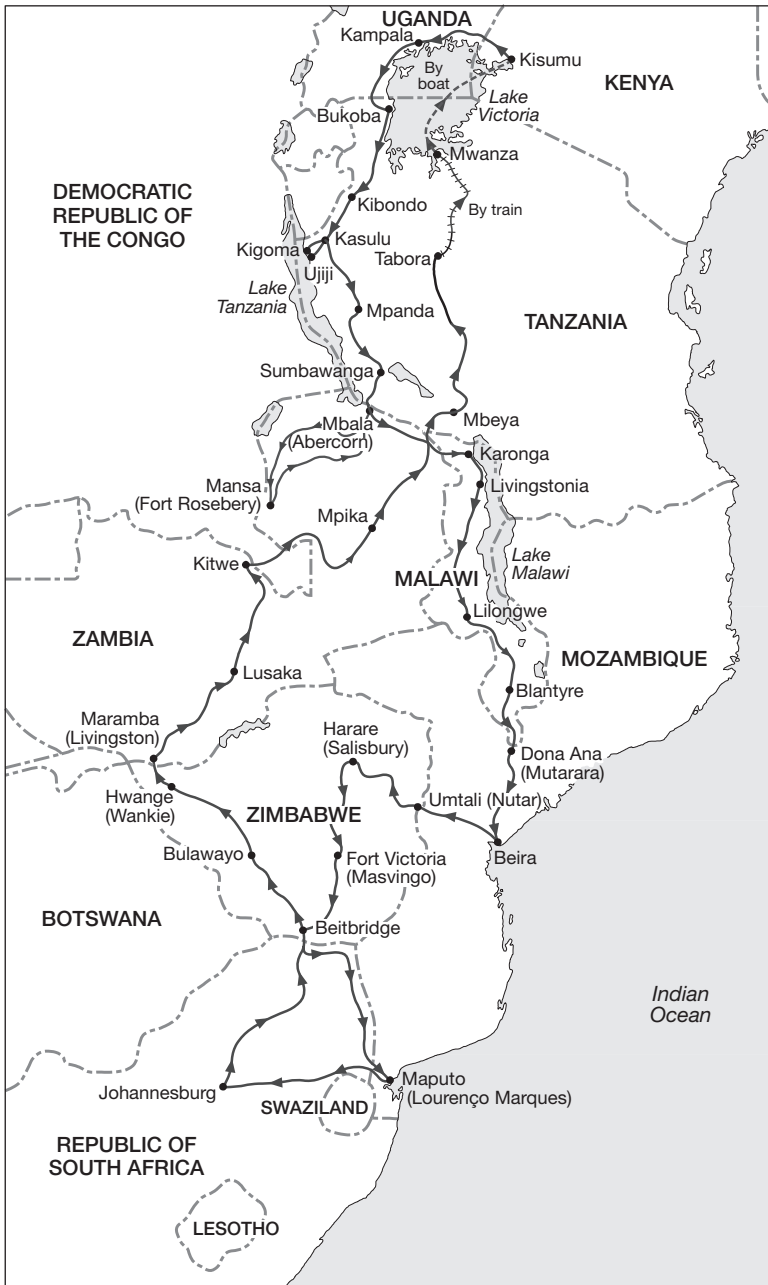 UGANDA
Kampala
Kisumu
By
boat
KENYA
Lake
Victoria
Bukoba
Mwanza
DEMOCRATIC
REPUBLIC OF
THE CONGO
Kibondo
By train
Kasulu
Kigoma
Ujiji
Tabora
Lake
Tanzania
Mpanda
TANZANIA
Sumbawanga
Mbala
(Abercorn)
Mbeya
Karonga
Livingstonia
Mansa
(Fort Rosebery)
Mpika
Kitwe
Lake
Malawi
MALAWI
Lilongwe
ZAMBIA
MOZAMBIQUE
Lusaka
Blantyre
Maramba
(Livingston)
Harare
(Salisbury)
Dona Ana
(Mutarara)
Hwange
(Wankie)
Umtali (Nutar)
ZIMBABWE
Bulawayo
Fort Victoria
(Masvingo)
Beira
BOTSWANA
Beitbridge
Indian
Ocean
Johannesburg
Maputo
(Lourenço Marques)
SWAZILAND
REPUBLIC OF
SOUTH AFRICA
LESOTHO